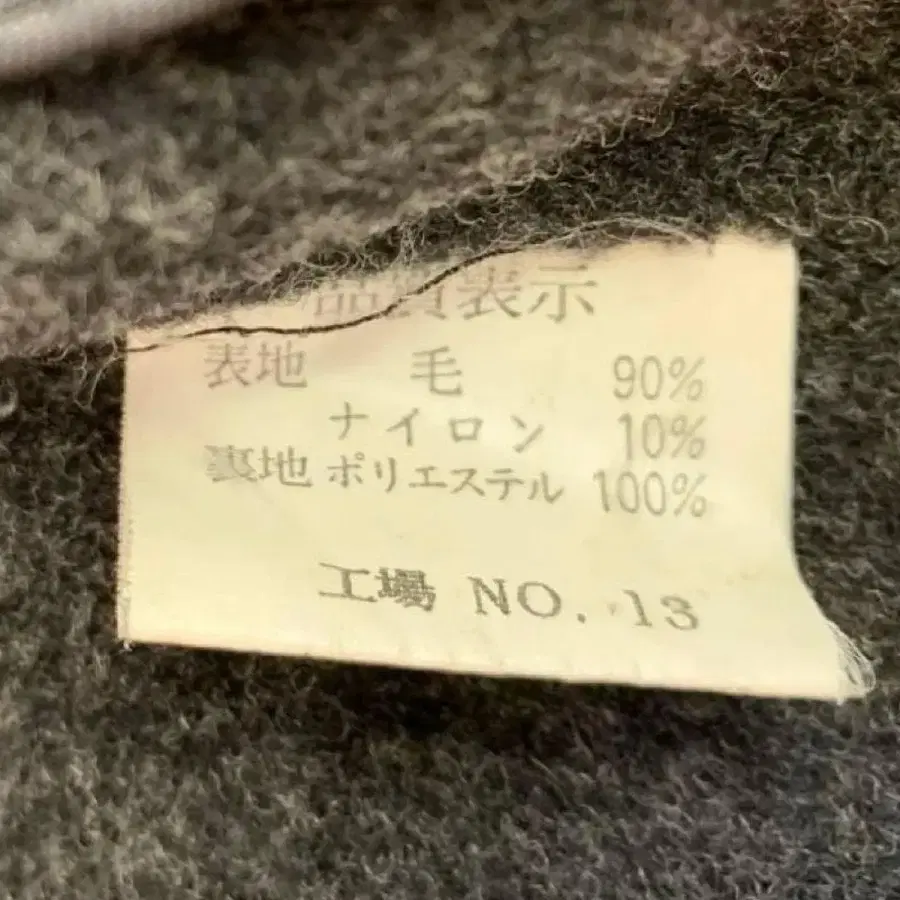 品質表示
表地 毛 90%
ナイロン 10%
裏地 ポリエステル 100%
工場 NO. 13